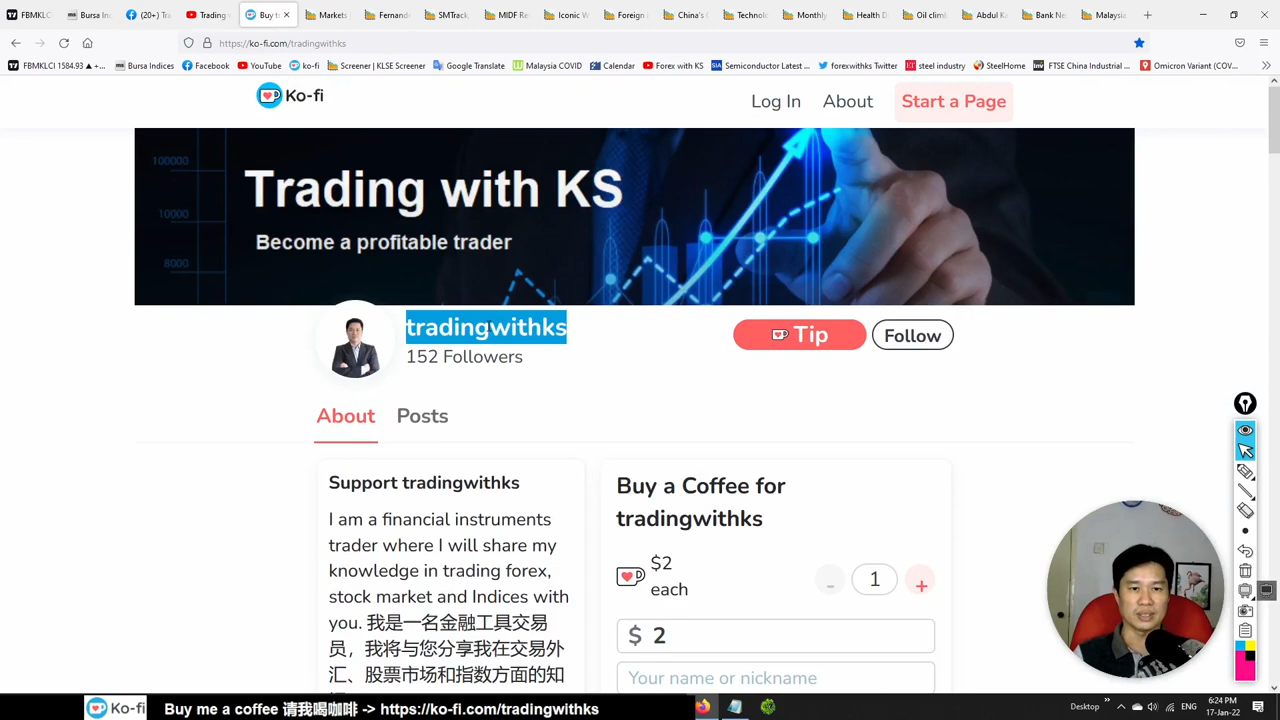 FBMKLCI
(20+) Fa
Trading
Buy t
Markets
Fernand
SMTrack
MIDF Re
Iconic W
Foreign
China's
Technol
Monthly
Health D
Oil climb
Abdul Ka
Bank Ne
Malaysia
https://ko-fi.com/tradingwithks
FBMKLCI 1584.93 ▲ +...
Bursa Indices
Facebook
YouTube
ko-fi
Screener | KLSE Screener
Google Translate
Malaysia COVID
Calendar
Forex with KS
Semiconductor Latest ...
forexwithks Twitter
steel industry
SteelHome
FTSE China Industrial ...
Omicron Variant (COV...
Ko-fi
Log In
About
Start a Page
100000
10000
8000
Trading with KS
Become a profitable trader
tradingwithks
152 Followers
Tip
Follow
About
Posts
Support tradingwithks
I am a financial instruments
trader where I will share my
knowledge in trading forex,
stock market and Indices with
you. 我是一名金融工具交易
员，我将与您分享我在交易外
汇、股票市场和指数方面的知
Buy a Coffee for
tradingwithks
$2
each
-
1
+
$ 2
Your name or nickname
Ko-fi
Buy me a coffee 请我喝咖啡 -> https://ko-fi.com/tradingwithks
Desktop
ENG
6:24 PM
17-Jan-22